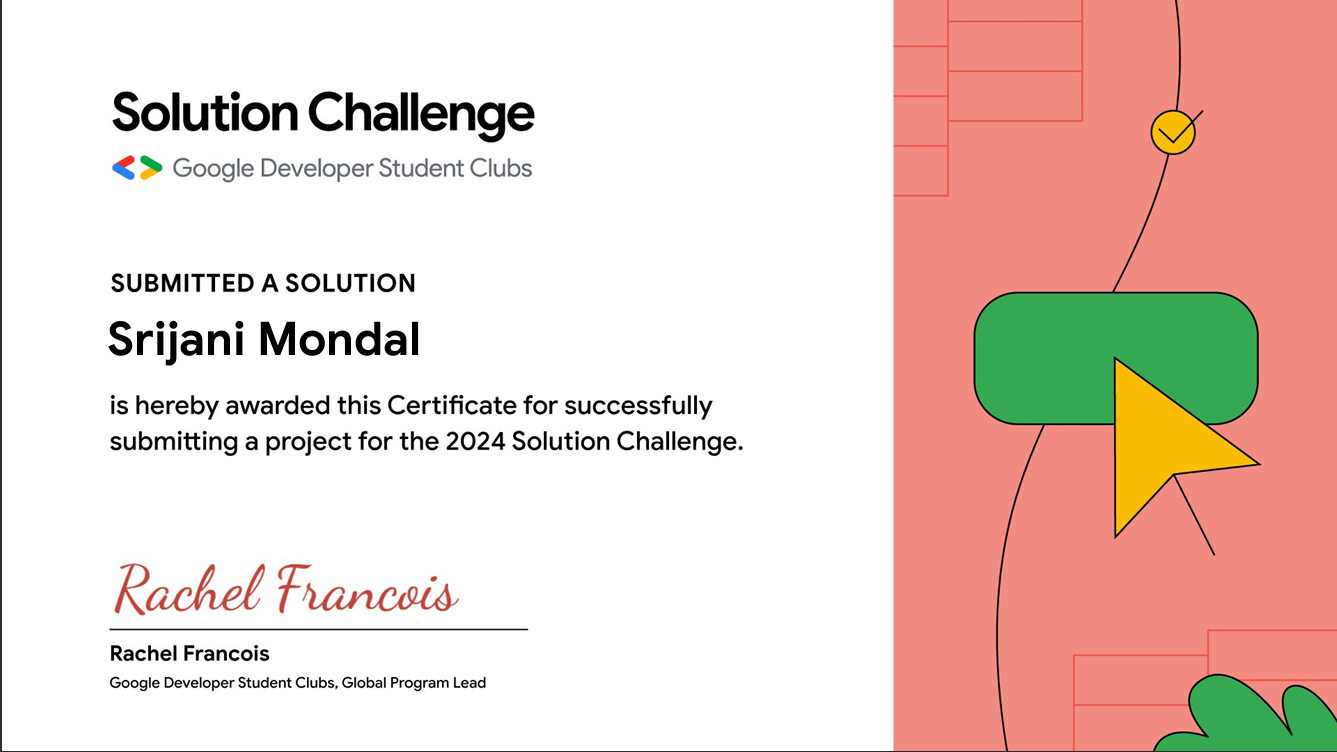 Solution Challenge
Google Developer Student Clubs
SUBMITTED A SOLUTION
Srijani Mondal
is hereby awarded this Certificate for successfully
submitting a project for the 2024 Solution Challenge.
Rachel Francois
Rachel Francois
Google Developer Student Clubs, Global Program Lead